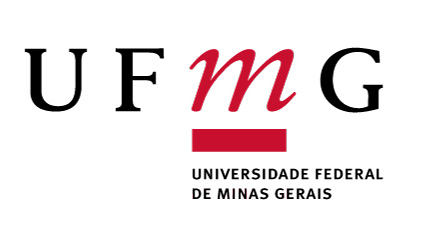 UFmG
UNIVERSIDADE FEDERAL
DE MINAS GERAIS